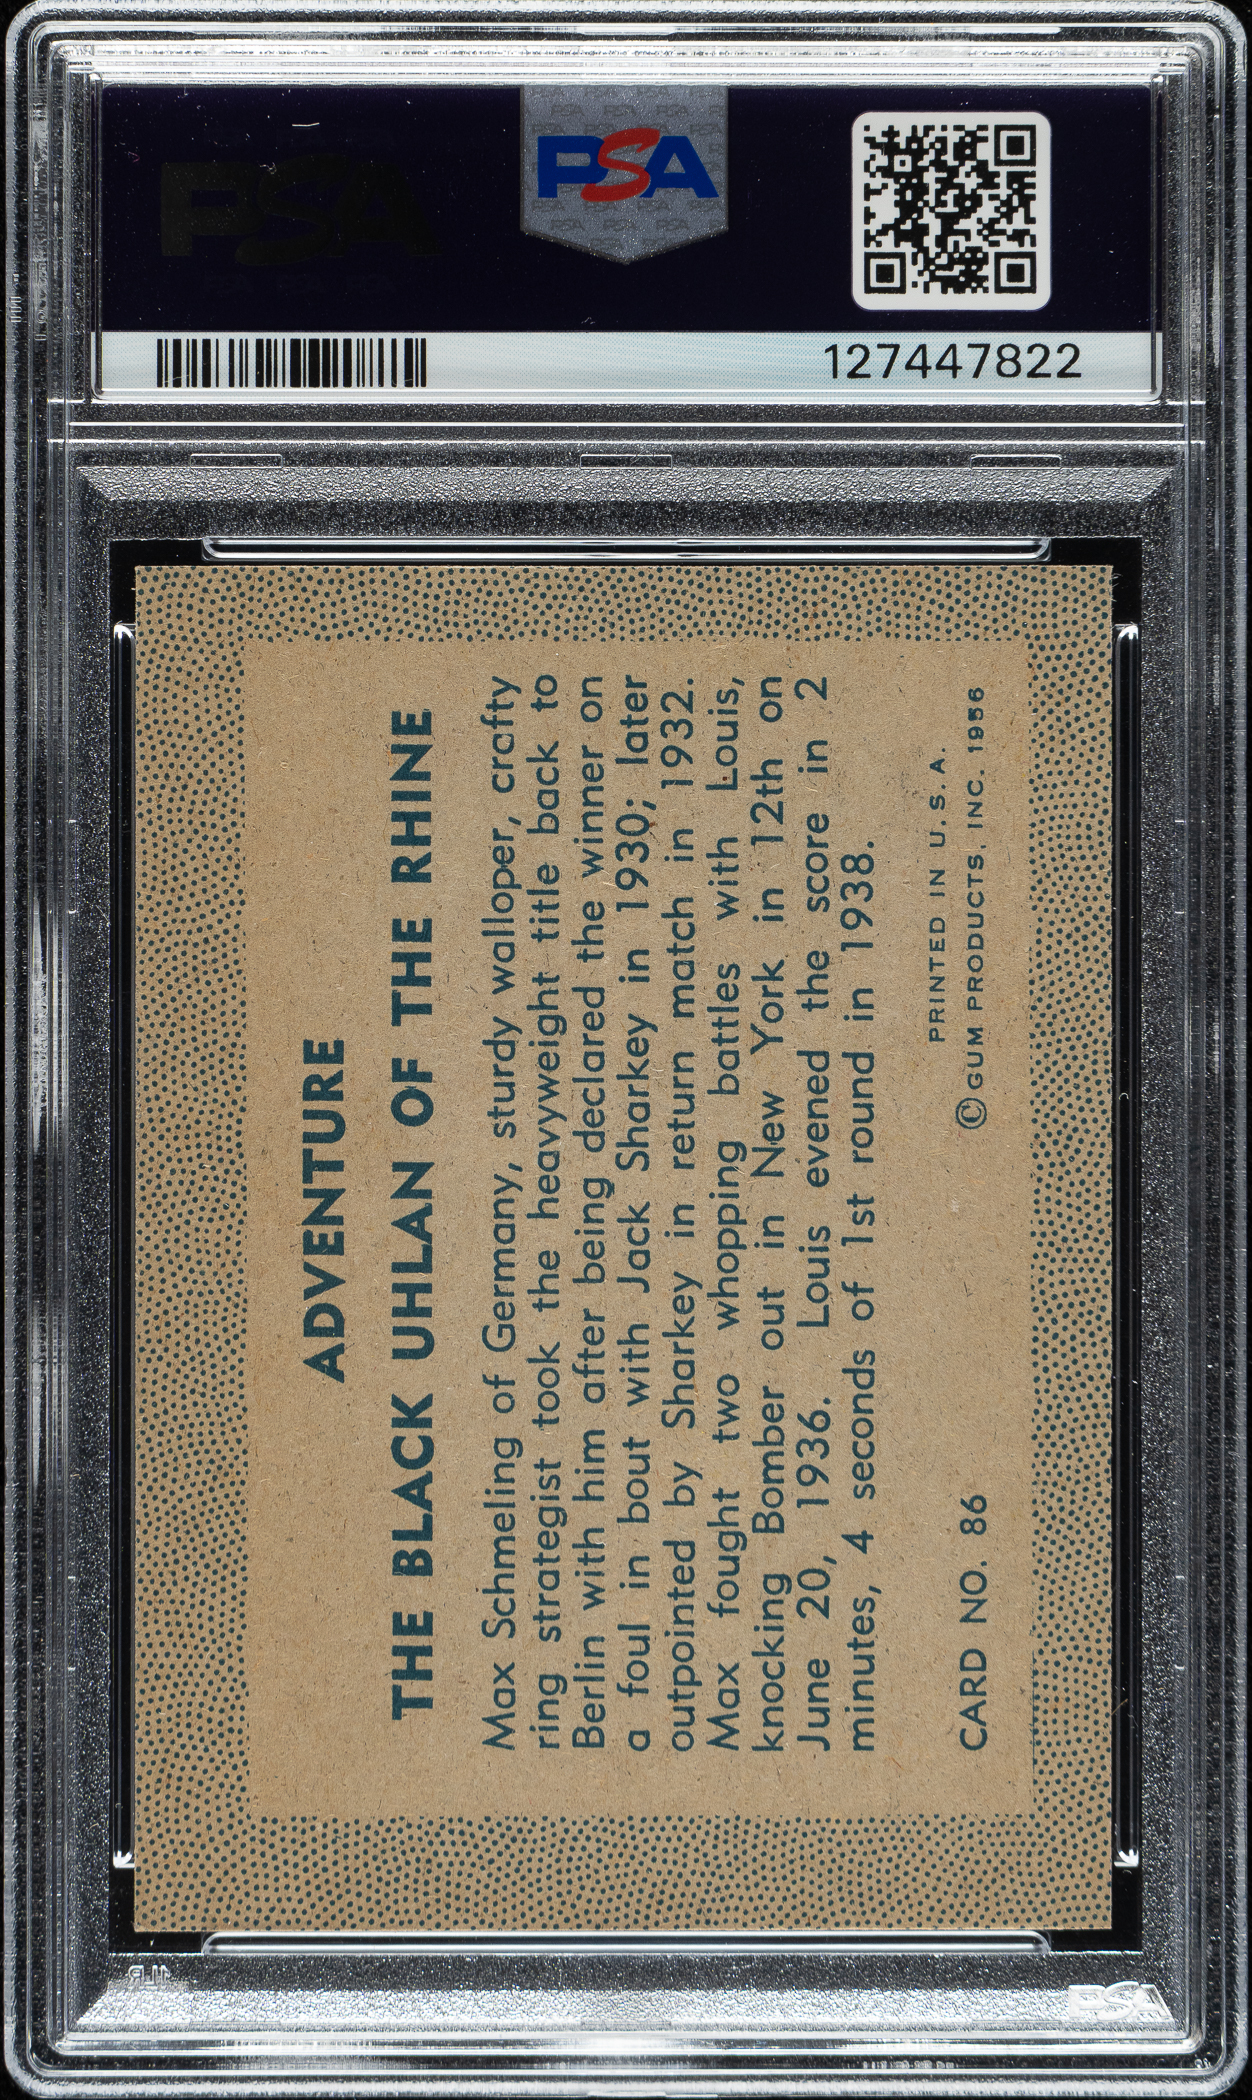 PSA
127447822
ADVENTURE
THE BLACK UHLAN OF THE RHINE
Max Schmeling of Germany, sturdy walloper, crafty
ring strategist took the heavyweight title back to
Berlin with him after being declared the winner on
a foul in bout with Jack Sharkey in 1930; later
outpointed by Sharkey in return match in 1932.
Max fought two whopping battles with Louis,
knocking Bomber out in New York in 12th on
June 20, 1936. Louis evened the score in 2
minutes, 4 seconds of 1st round in 1938.
PRINTED IN U. S. A.
CARD NO. 86
© GUM PRODUCTS, INC. 1956
PSA